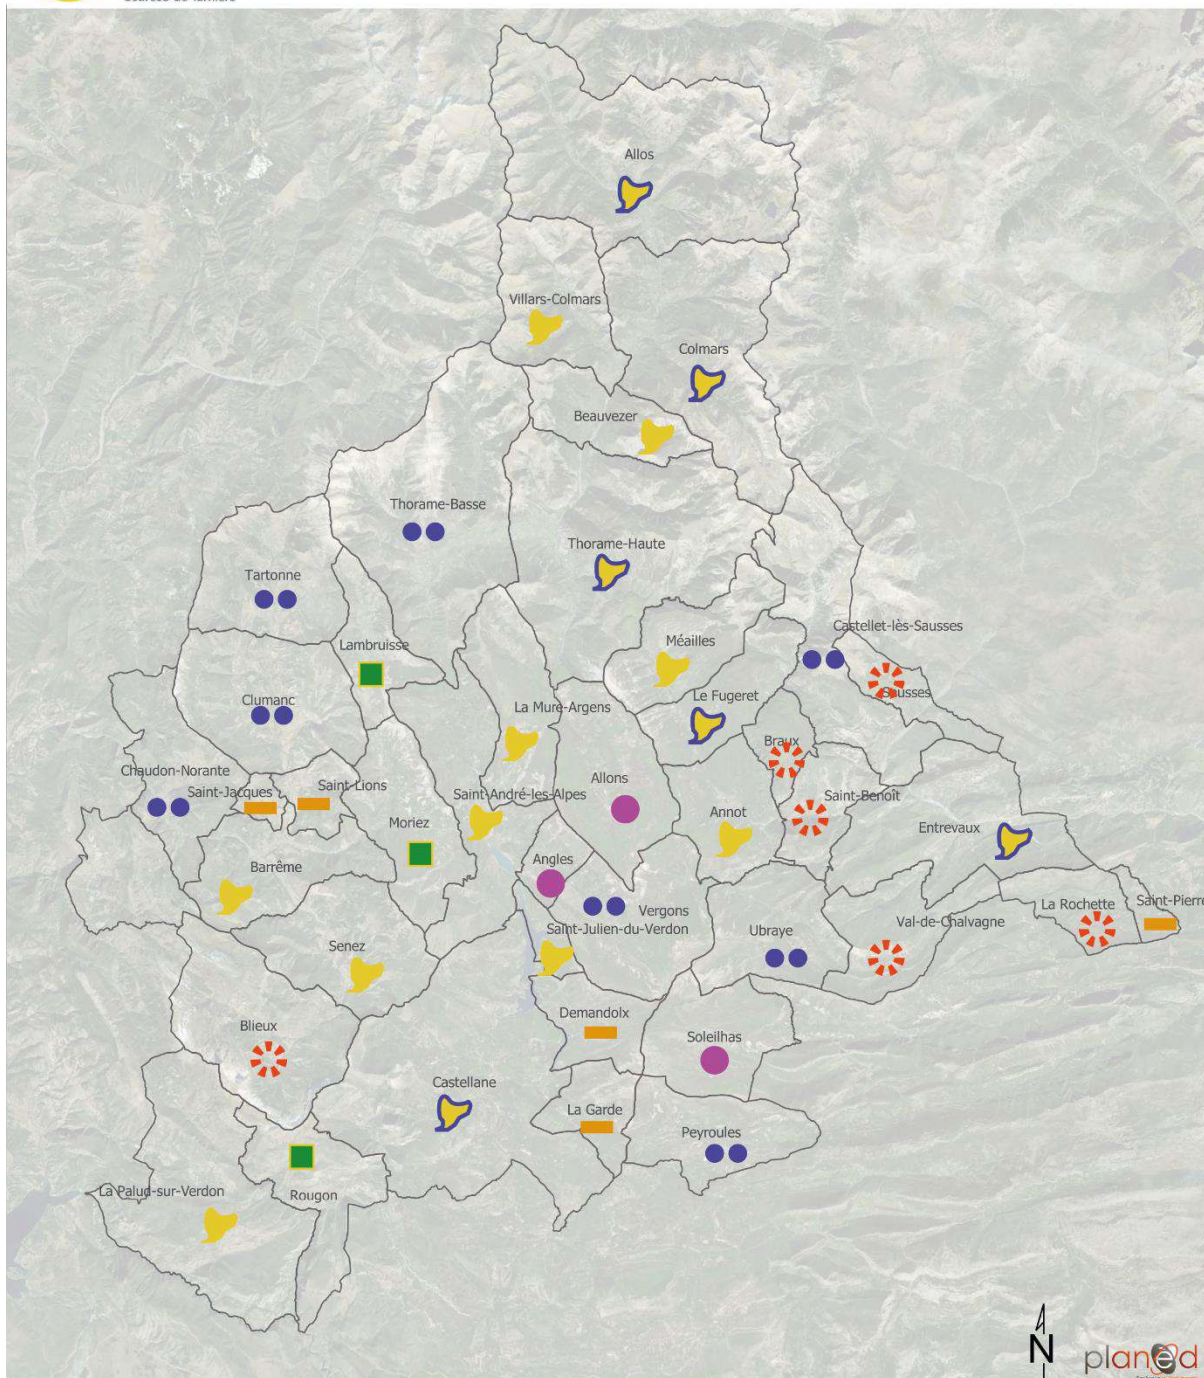 Allos
Villars-Colmars
Colmars
Beauvezer
Thorame-Basse
Thorame-Haute
Tartonne
Castellet-lès-Sausses
Lambruisse
Méailles
Sausses
Le Fugeret
Clumanc
La Mure-Argens
Braux
Chaudon-Norante
Saint-Lions
Allons
Saint-Jacques
Saint-André-les-Alpes
Saint-Benoît
Moriez
Annot
Entrevaux
Angles
Barrême
La Rochette
Saint-Pierre
Vergons
Val-de-Chalvagne
Saint-Julien-du-Verdon
Ubraye
Senez
Demandolx
Blieux
Soleilhas
Castellane
La Garde
Peyroules
La Palud-sur-Verdon
Rougon
N
planed